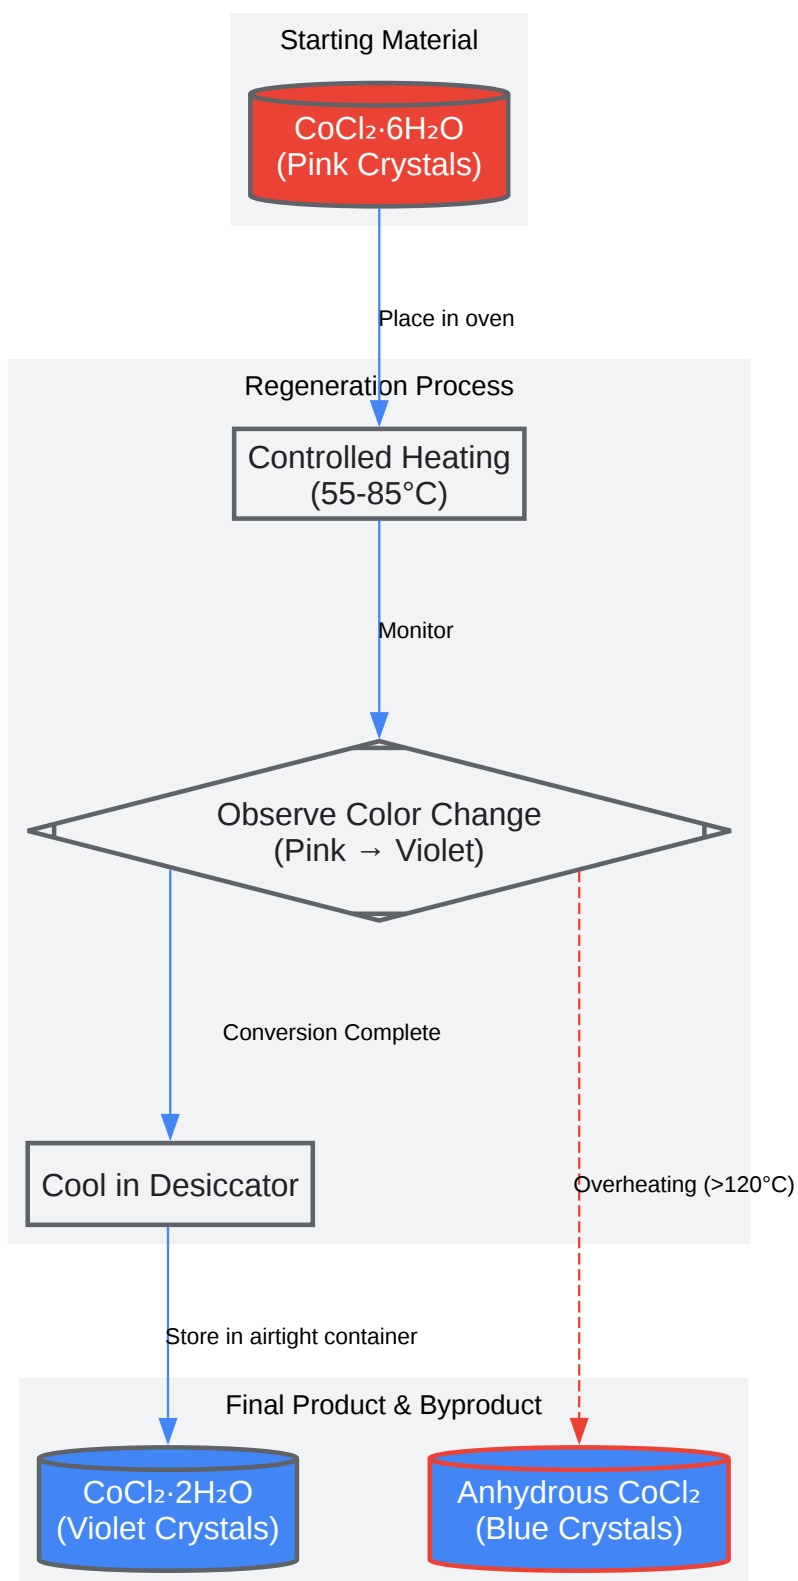 Starting Material
CoCl₂·6H₂O
(Pink Crystals)
Place in oven
Regeneration Process
Controlled Heating
(55-85°C)
Monitor
Observe Color Change
(Pink → Violet)
Conversion Complete
Cool in Desiccator
Overheating (>120°C)
Store in airtight container
Final Product & Byproduct
CoCl₂·2H₂O
(Violet Crystals)
Anhydrous CoCl₂
(Blue Crystals)